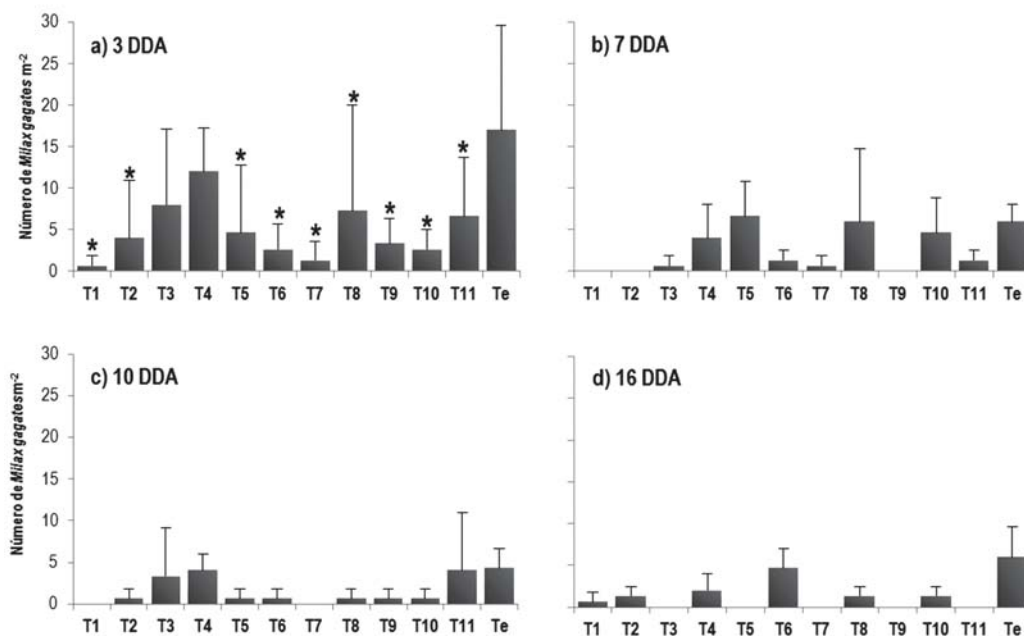 Número de Milax gagates m-2
30
25
20
15
10
5
0
a) 3 DDA
* * * * * * * * *
T1 T2 T3 T4 T5 T6 T7 T8 T9 T10 T11 Te
b) 7 DDA
T1 T2 T3 T4 T5 T6 T7 T8 T9 T10 T11 Te
Número de Milax gagatesm-2
30
25
20
15
10
5
0
c) 10 DDA
T1 T2 T3 T4 T5 T6 T7 T8 T9 T10 T11 Te
d) 16 DDA
T1 T2 T3 T4 T5 T6 T7 T8 T9 T10 T11 Te